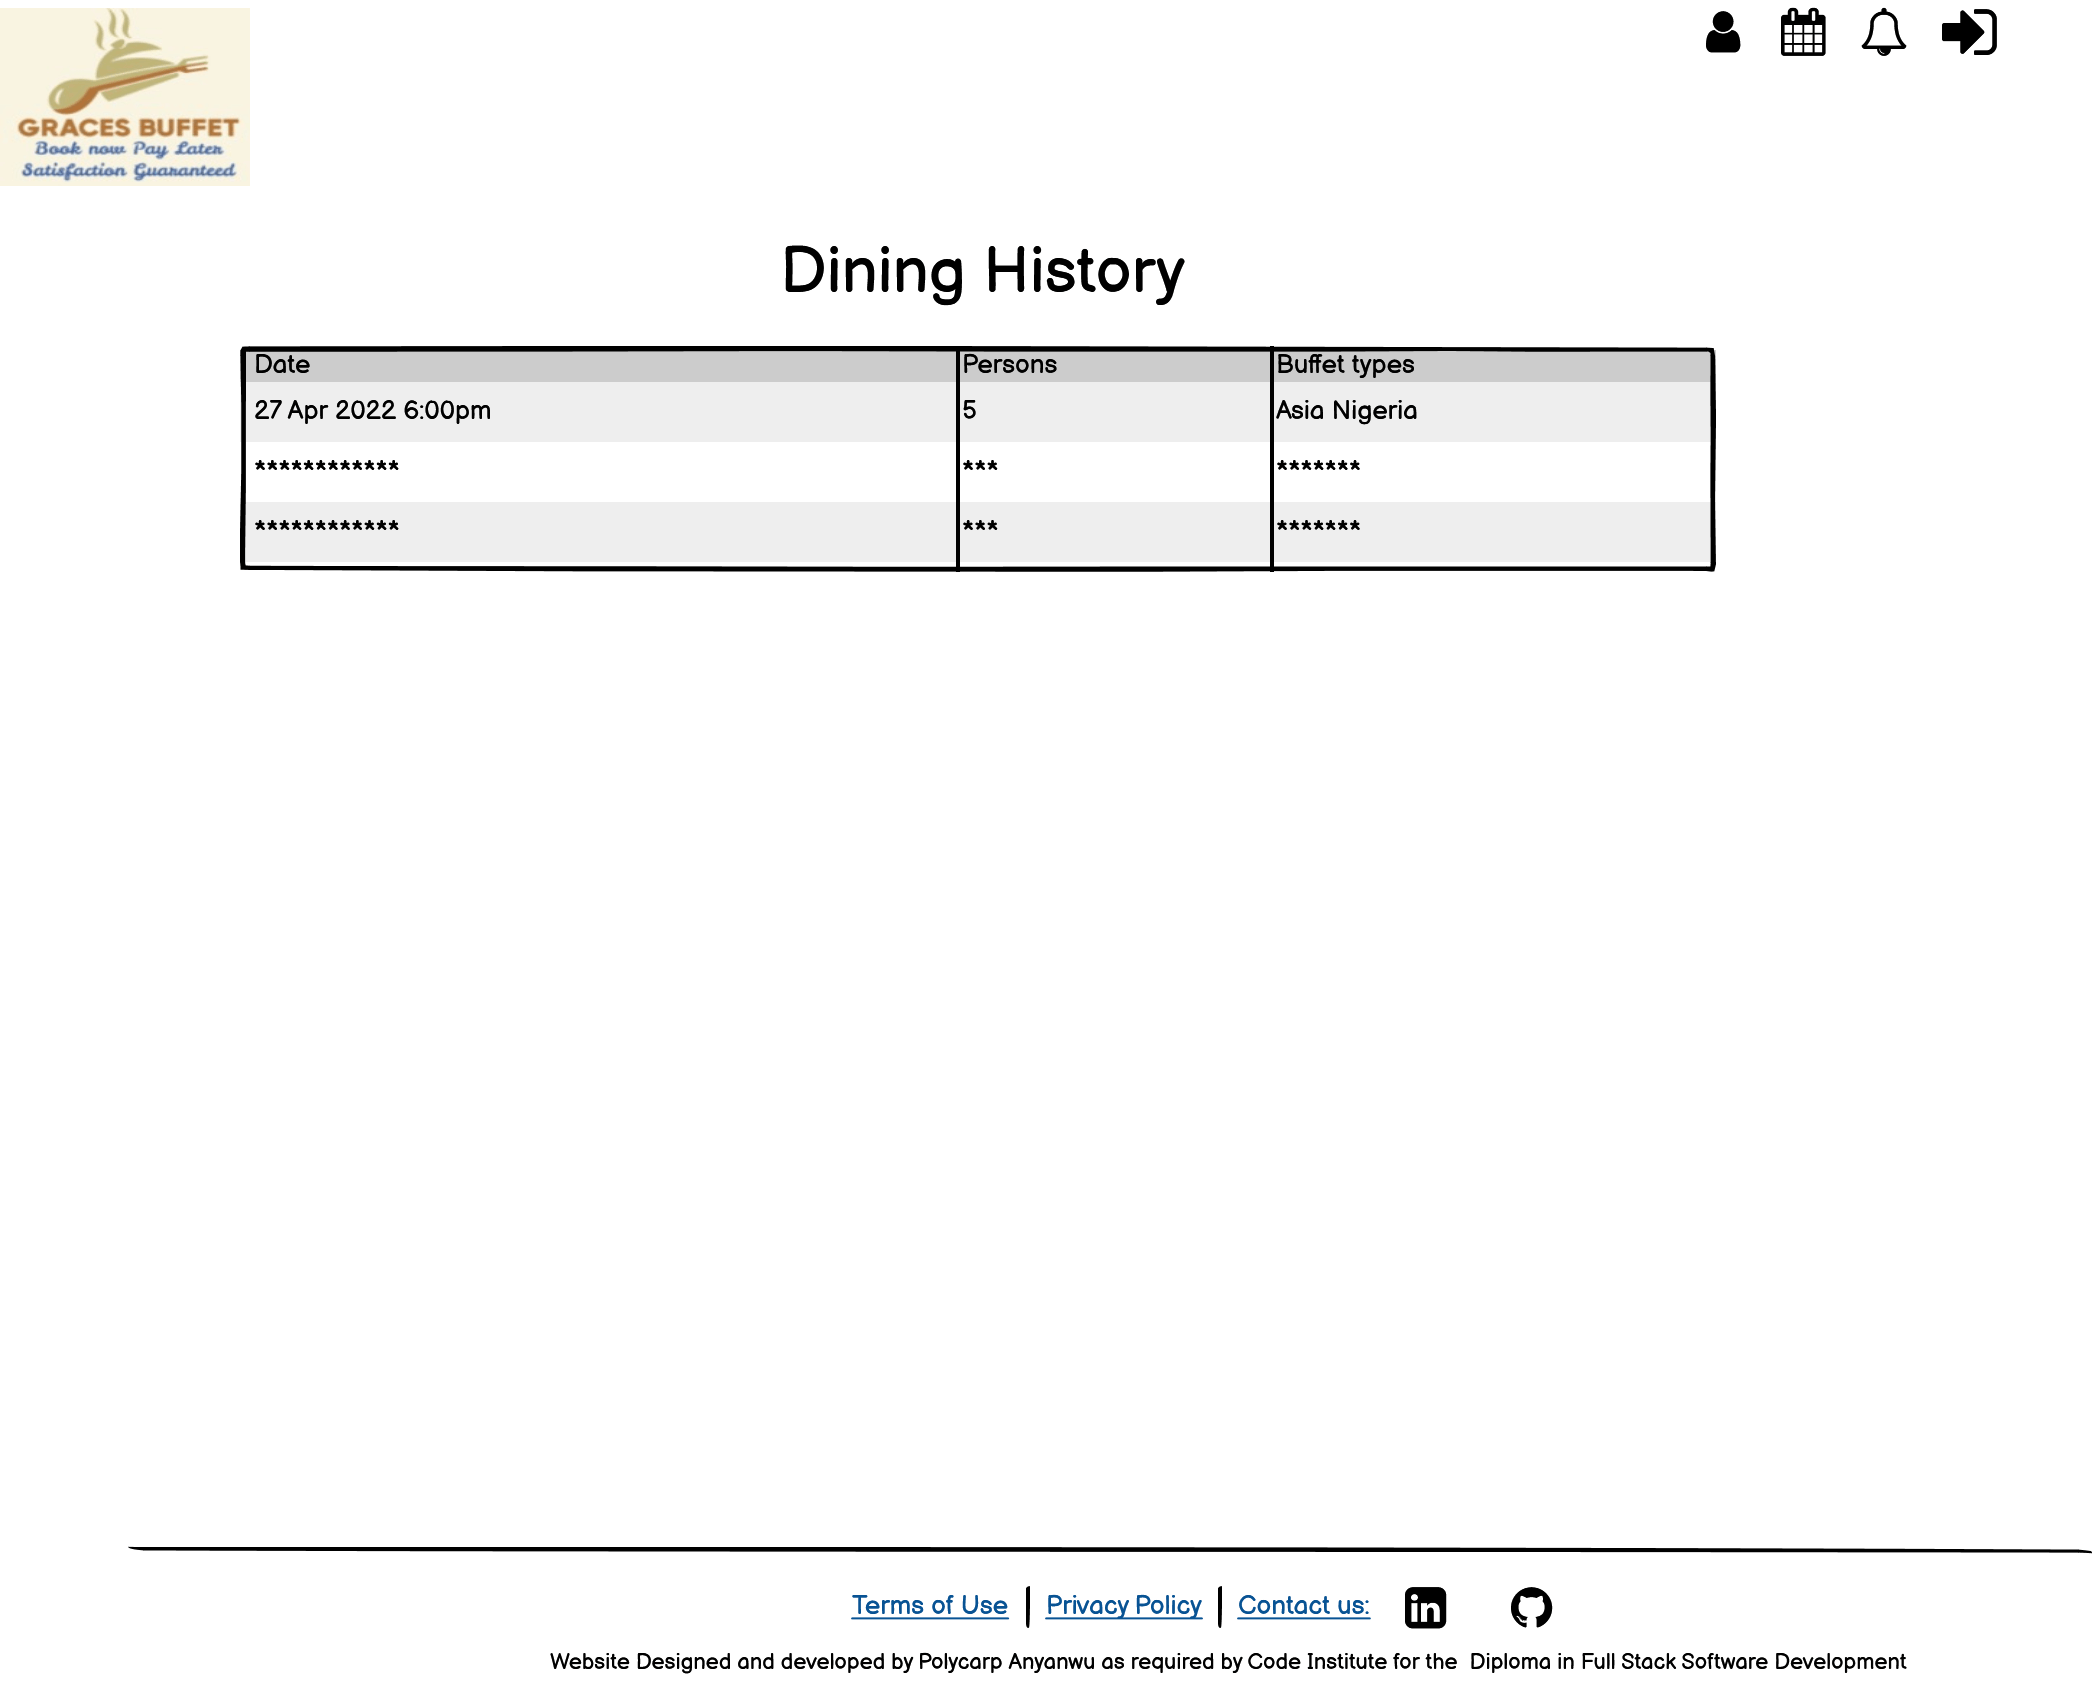 GRACES BUFFET
Book now Pay Later
Satisfaction Guaranteed
Dining History
Date Persons Buffet types
27 Apr 2022 6:00pm 5 Asia Nigeria
************ *** *******
************ *** *******
Terms of Use | Privacy Policy | Contact us: in
Website Designed and developed by Polycarp Anyanwu as required by Code Institute for the Diploma in Full Stack Software Development